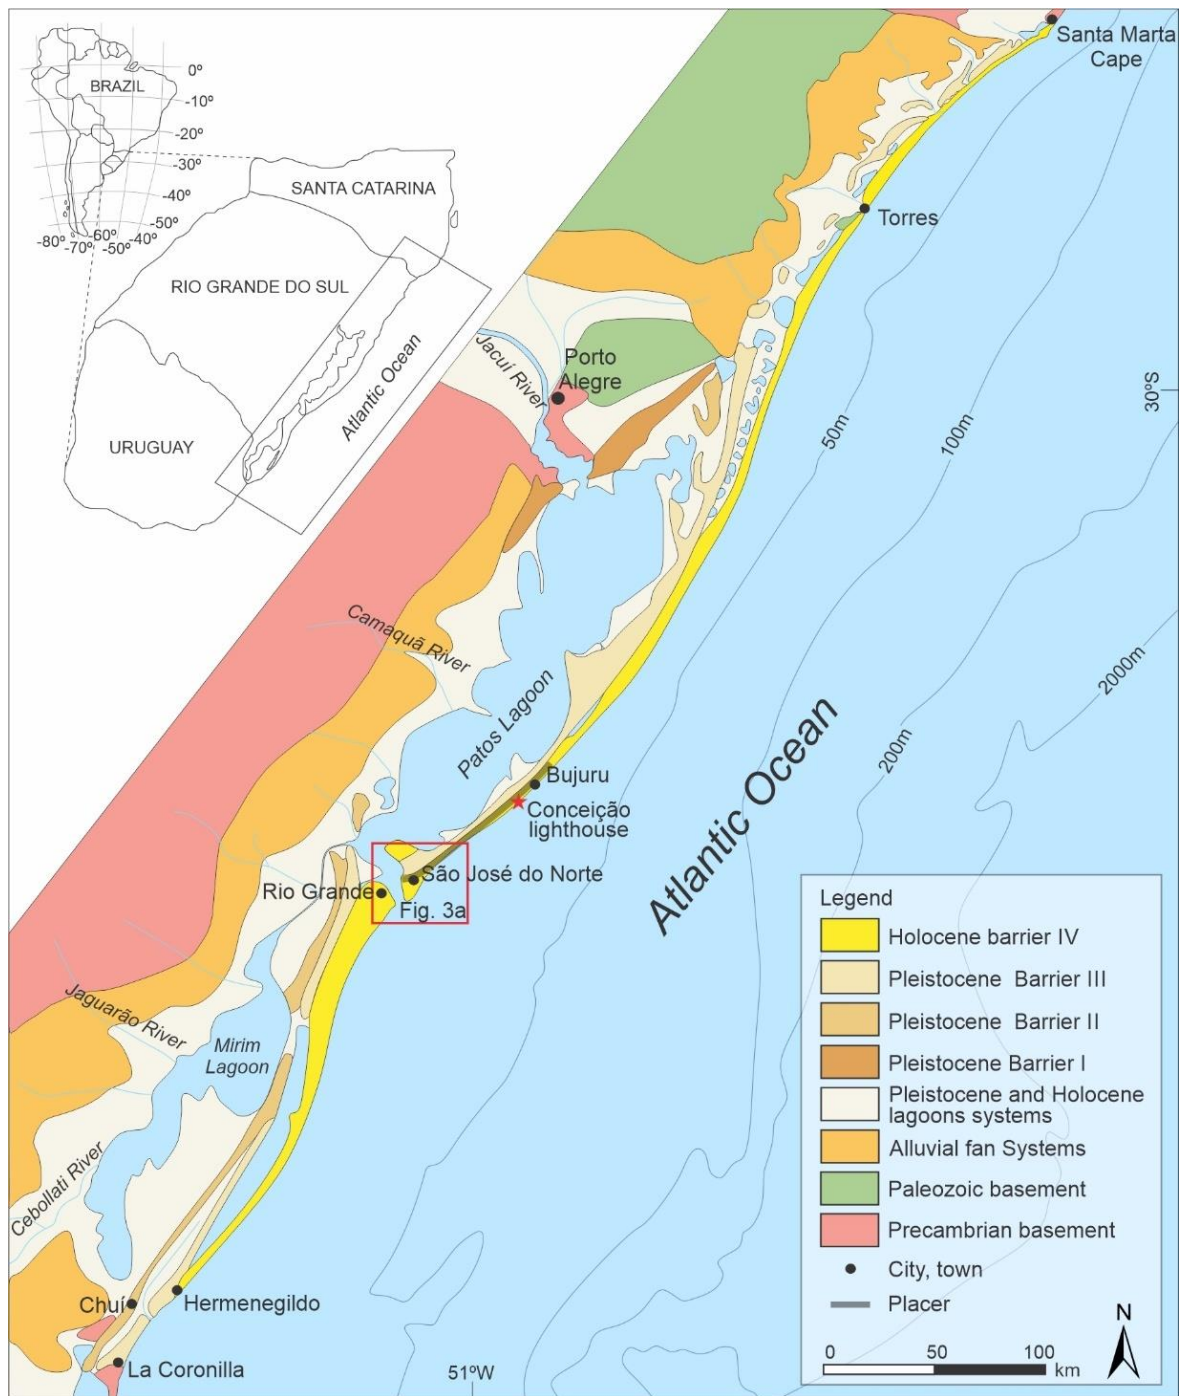 BRAZIL
0º
-10º
-20º
-30º
-40º
-50º
-60º
-80º
-70º
-50º
-40º
SANTA CATARINA
RIO GRANDE DO SUL
Atlantic Ocean
URUGUAY
Santa Marta
Cape
Torres
Jacuí River
Porto
Alegre
30ºS
50m
100m
Camaquã River
2000m
Patos Lagoon
200m
Atlantic Ocean
Bujuru
Conceição
lighthouse
São José do Norte
Rio Grande
Fig. 3a
Jaguarão River
Mirim
Lagoon
Cebollati River
Chuí
Hermenegildo
La Coronilla
51ºW
Legend
Holocene barrier IV
Pleistocene Barrier III
Pleistocene Barrier II
Pleistocene Barrier I
Pleistocene and Holocene
lagoons systems
Alluvial fan Systems
Paleozoic basement
Precambrian basement
City, town
Placer
N
0 50 100
km